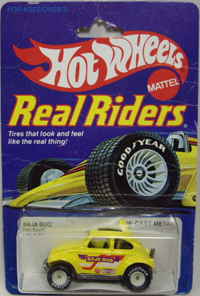 FOR AGES OVER 3
Hot Wheels
MATTEL
Real Riders
Tires that look and feel
like the real thing!
GOOD YEAR
BAJA BUG
DIE-CAST METAL
BAJA BUG